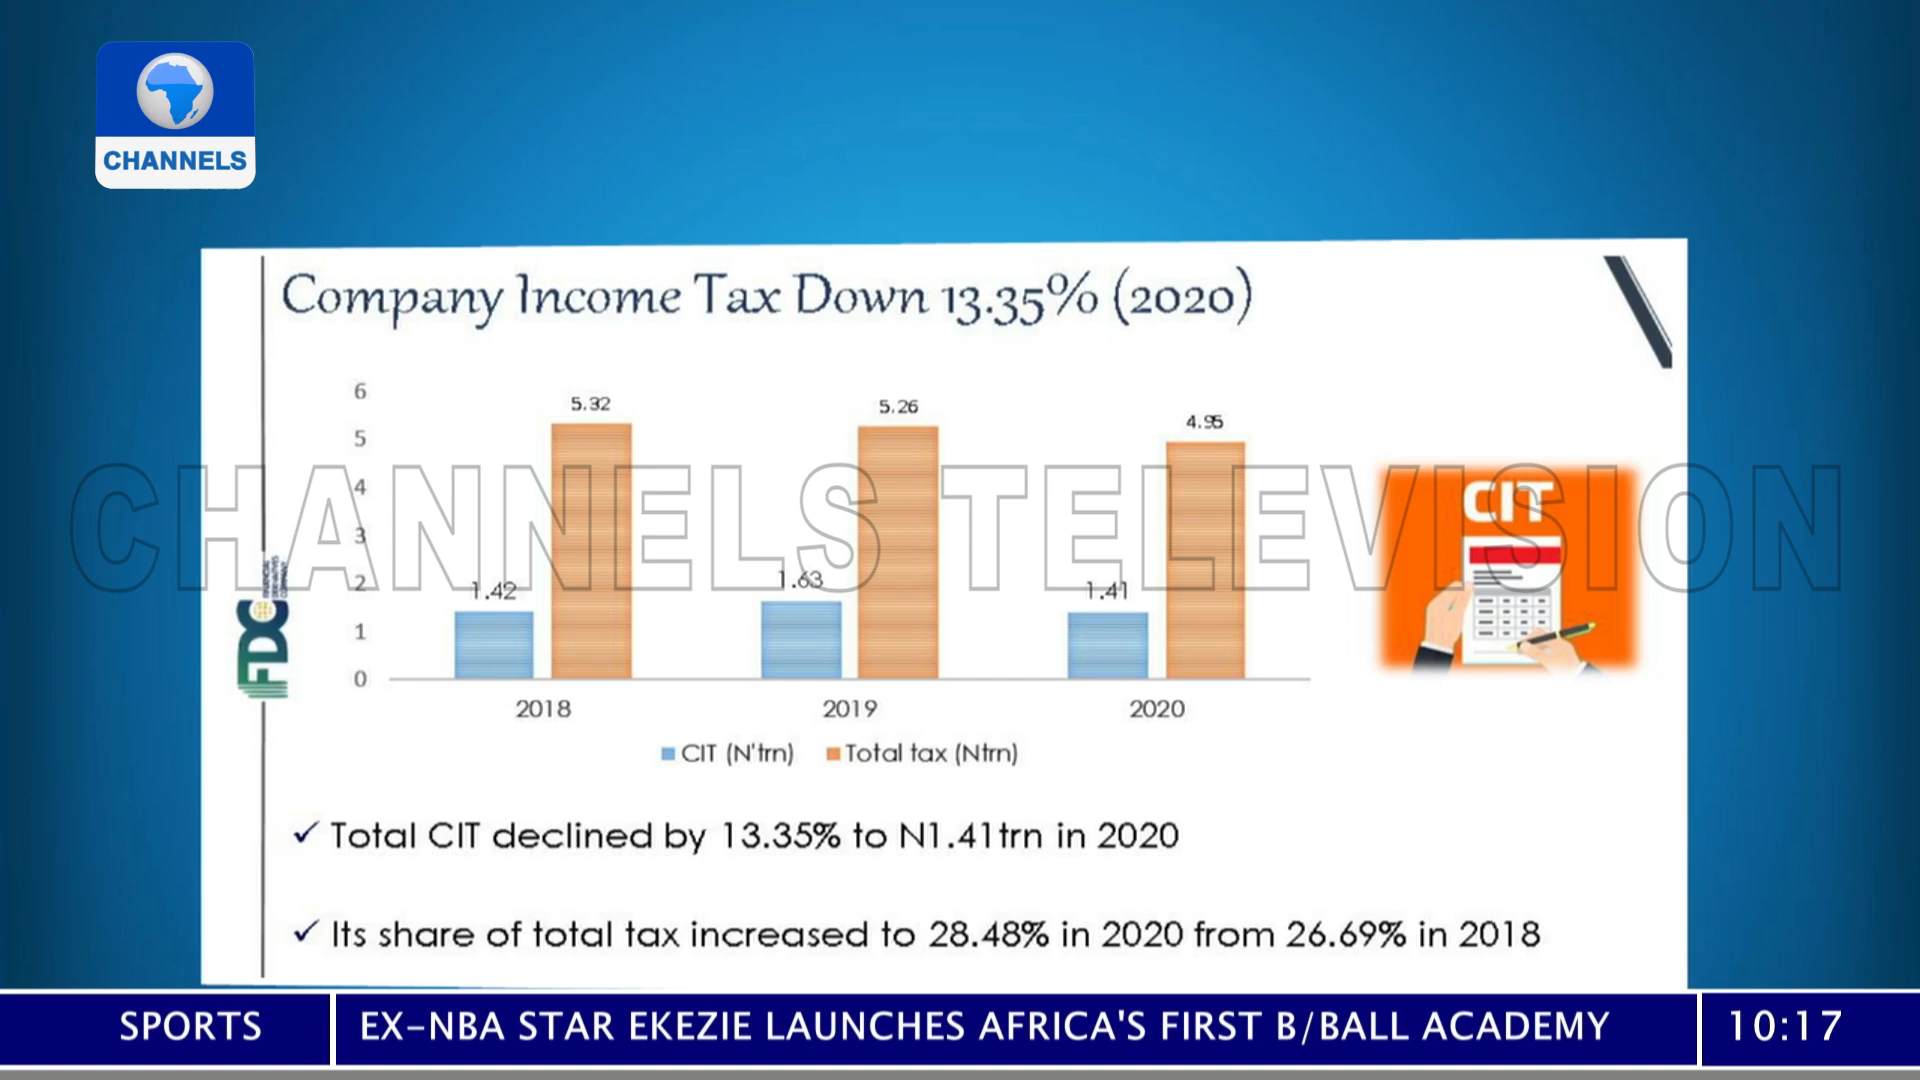 CHANNELS
Company Income Tax Down 13.35% (2020)
6
5
4
3
2
1
0
5.32
5.26
4.95
1.42
1.63
1.41
2018
2019
2020
CIT (N'trn)
Total tax (Ntrn)
CIT
FDC
FINANCIAL
DERIVATIVES
COMPANY
CHANNELS TELEVISION
✓ Total CIT declined by 13.35% to N1.41trn in 2020
✓ Its share of total tax increased to 28.48% in 2020 from 26.69% in 2018
SPORTS
EX-NBA STAR EKEZIE LAUNCHES AFRICA'S FIRST B/BALL ACADEMY
10:17